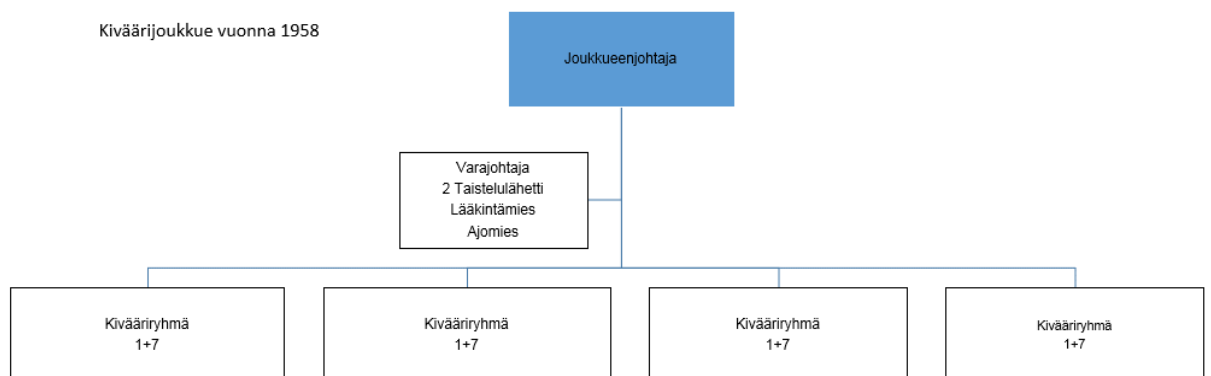 Kiväärijoukkue vuonna 1958
Joukkueenjohtaja
Varajohtaja
2 Taistelulähetti
Lääkintämies
Ajomies
Kivääriryhmä
1+7
Kivääriryhmä
1+7
Kivääriryhmä
1+7
Kivääriryhmä
1+7